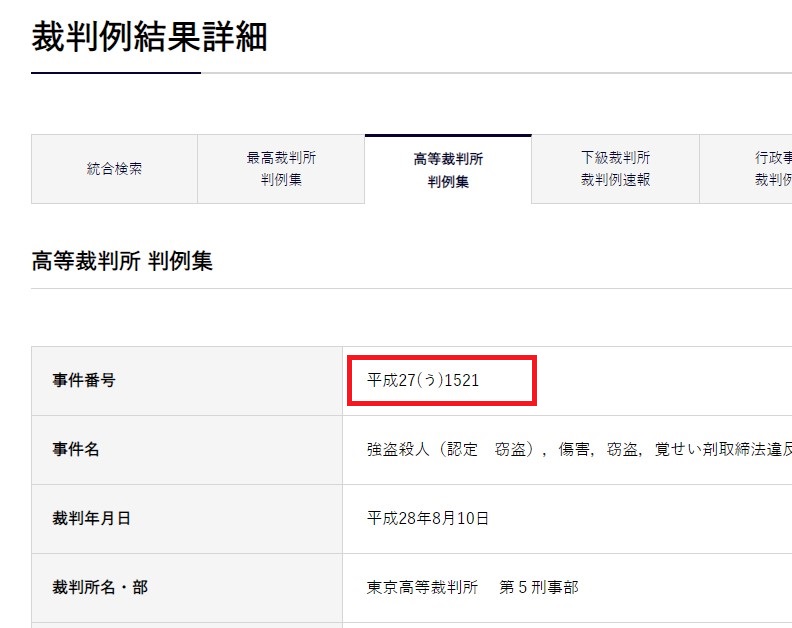 裁判例結果詳細
統合検索
最高裁判所
判例集
高等裁判所
判例集
下級裁判所
裁判例速報
行政事
裁判例
高等裁判所 判例集
事件番号
平成27(う)1521
事件名
強盗殺人（認定　窃盗）, 傷害, 窃盗, 覚せい剤取締法違反
裁判年月日
平成28年8月10日
裁判所名・部
東京高等裁判所　第５刑事部